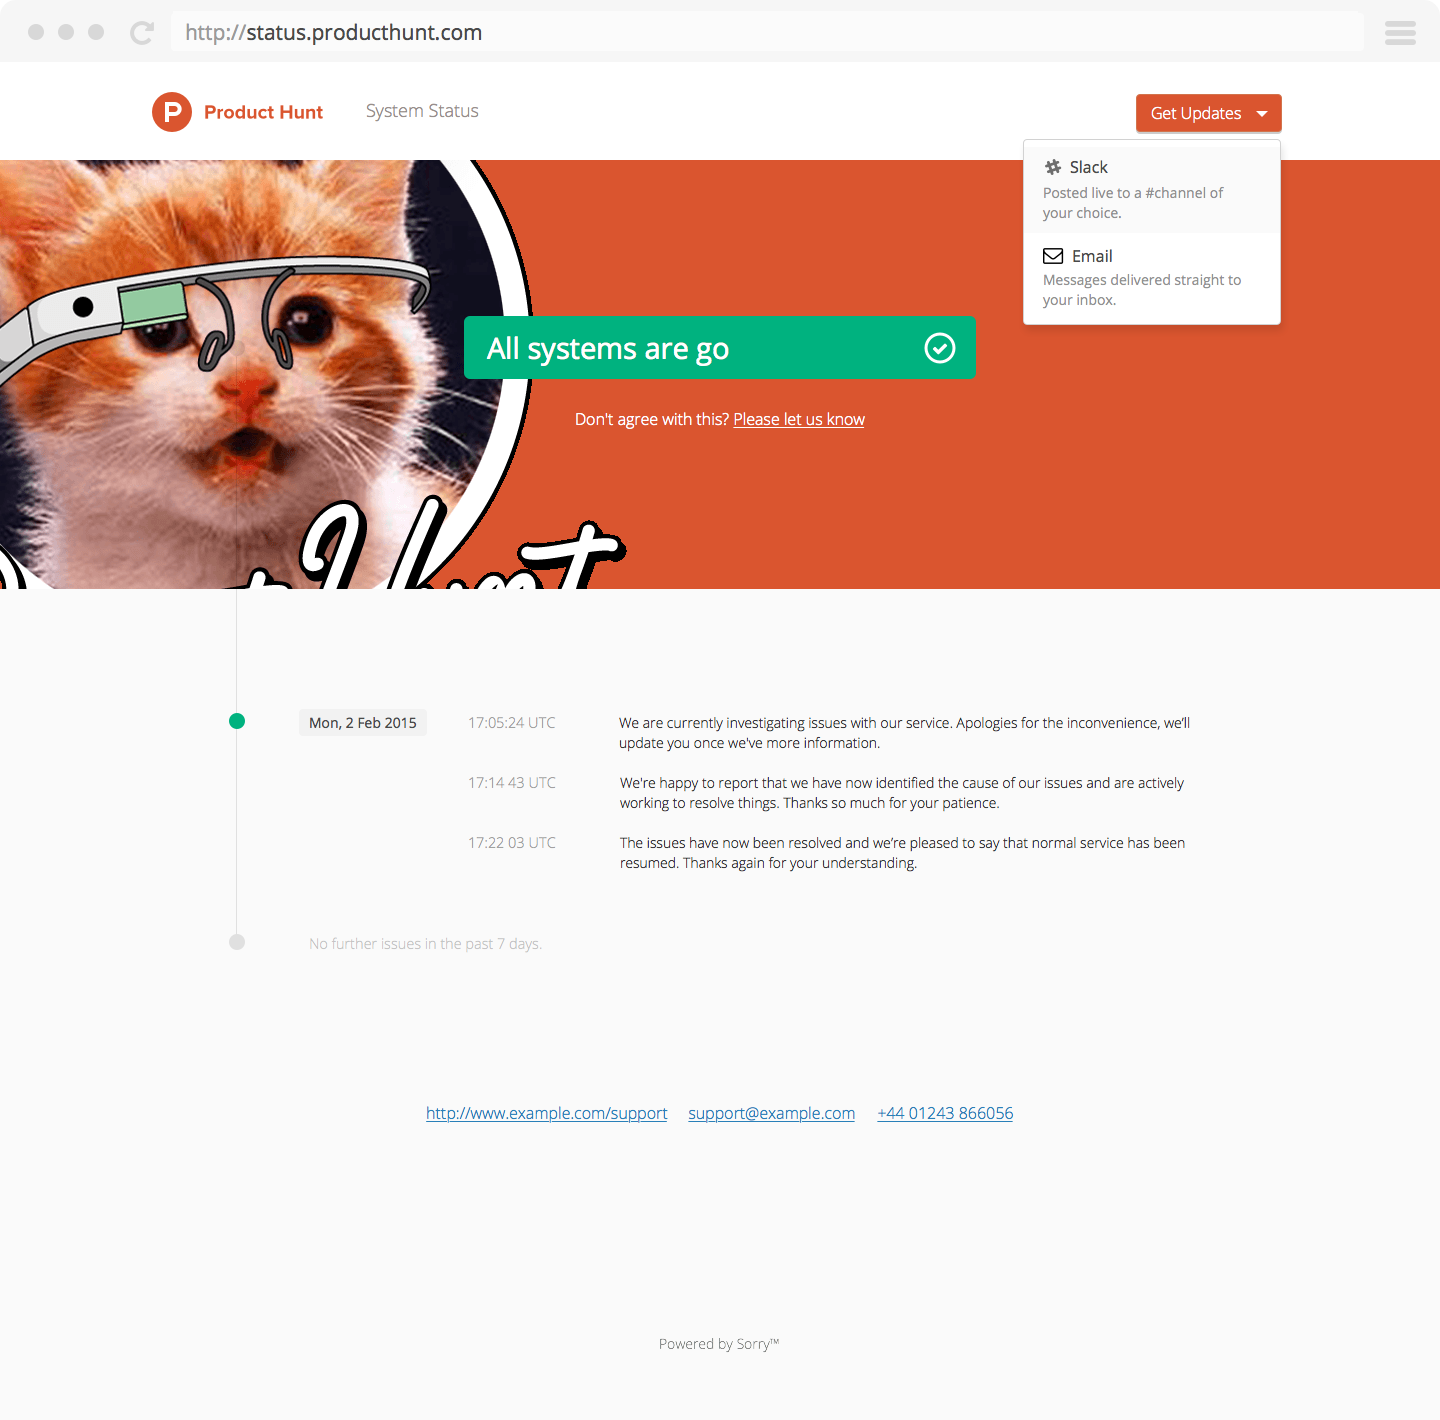 http://status.producthunt.com
P Product Hunt
System Status
Get Updates
Slack
Posted live to a #channel of
your choice.
Email
Messages delivered straight to
your inbox.
All systems are go
Don't agree with this? Please let us know
Hunt
Mon, 2 Feb 2015
17:05:24 UTC
We are currently investigating issues with our service. Apologies for the inconvenience, we'll
update you once we've more information.
17:14 43 UTC
We're happy to report that we have now identified the cause of our issues and are actively
working to resolve things. Thanks so much for your patience.
17:22 03 UTC
The issues have now been resolved and we're pleased to say that normal service has been
resumed. Thanks again for your understanding.
No further issues in the past 7 days.
http://www.example.com/support
support@example.com
+44 01243 866056
Powered by Sorry™